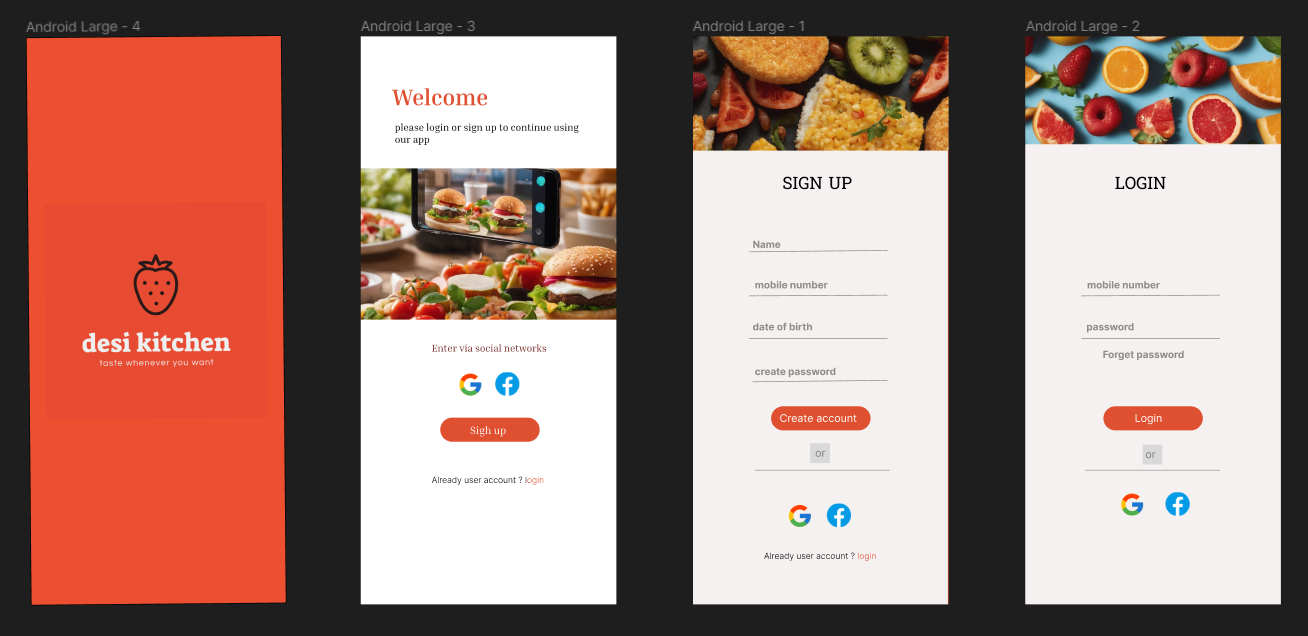 Android Large - 4
desi kitchen
taste whenever you want
Android Large - 3
Welcome
please login or sign up to continue using
our app
Enter via social networks
Sigh up
Already user account ? login
Android Large - 1
SIGN UP
Name
mobile number
date of birth
create password
Create account
or
Already user account ? login
Android Large - 2
LOGIN
mobile number
password
Forget password
Login
or